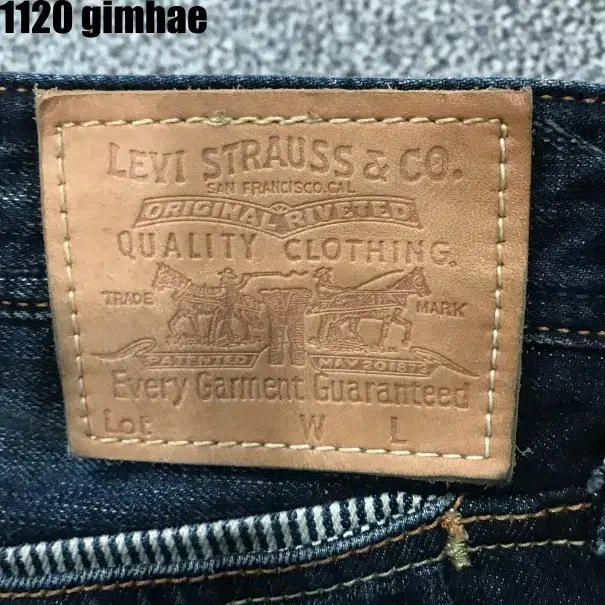 1120 gimhae
LEVI STRAUSS & CO.
SAN FRANCISCO, CAL
ORIGINAL RIVETED
QUALITY CLOTHING.
TRADE MARK
PATENTED MAY 20 1873
Every Garment Guaranteed
Lot W L